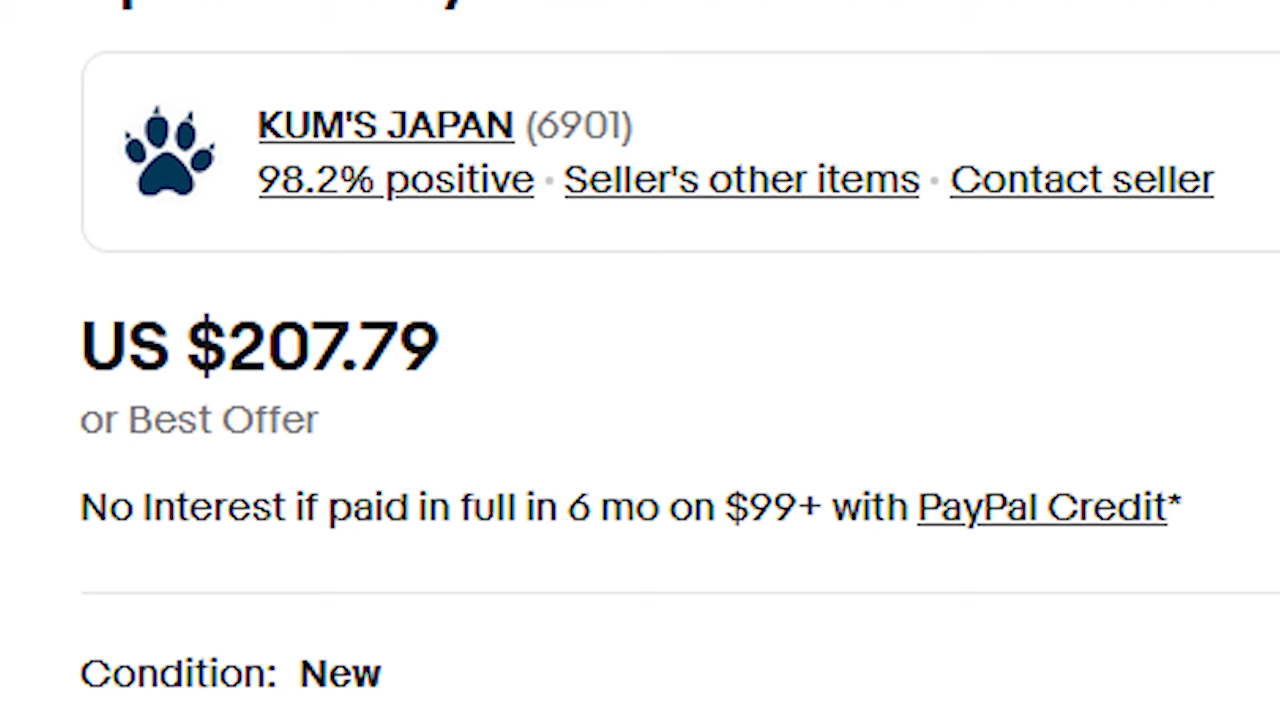 KUM'S JAPAN (6901)
98.2% positive · Seller's other items · Contact seller
US $207.79
or Best Offer
No Interest if paid in full in 6 mo on $99+ with PayPal Credit*
Condition: New